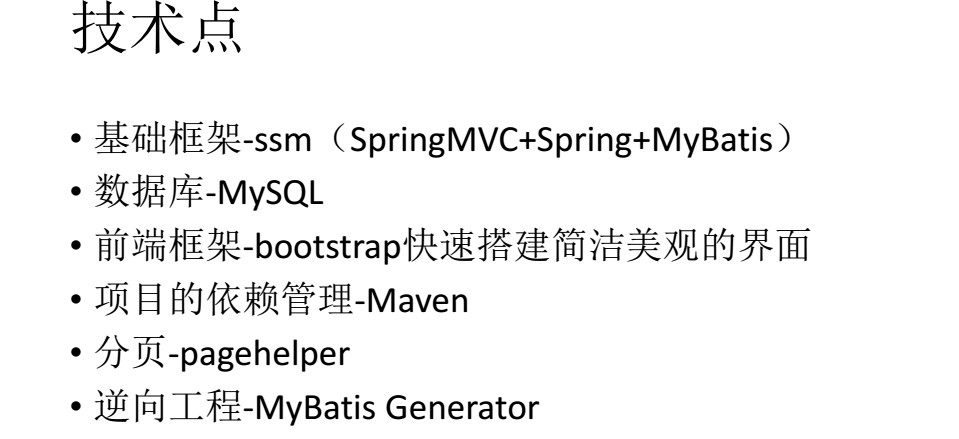 技术点
• 基础框架-ssm（SpringMVC+Spring+MyBatis）
• 数据库-MySQL
• 前端框架-bootstrap快速搭建简洁美观的界面
• 项目的依赖管理-Maven
• 分页-pagehelper
• 逆向工程-MyBatis Generator